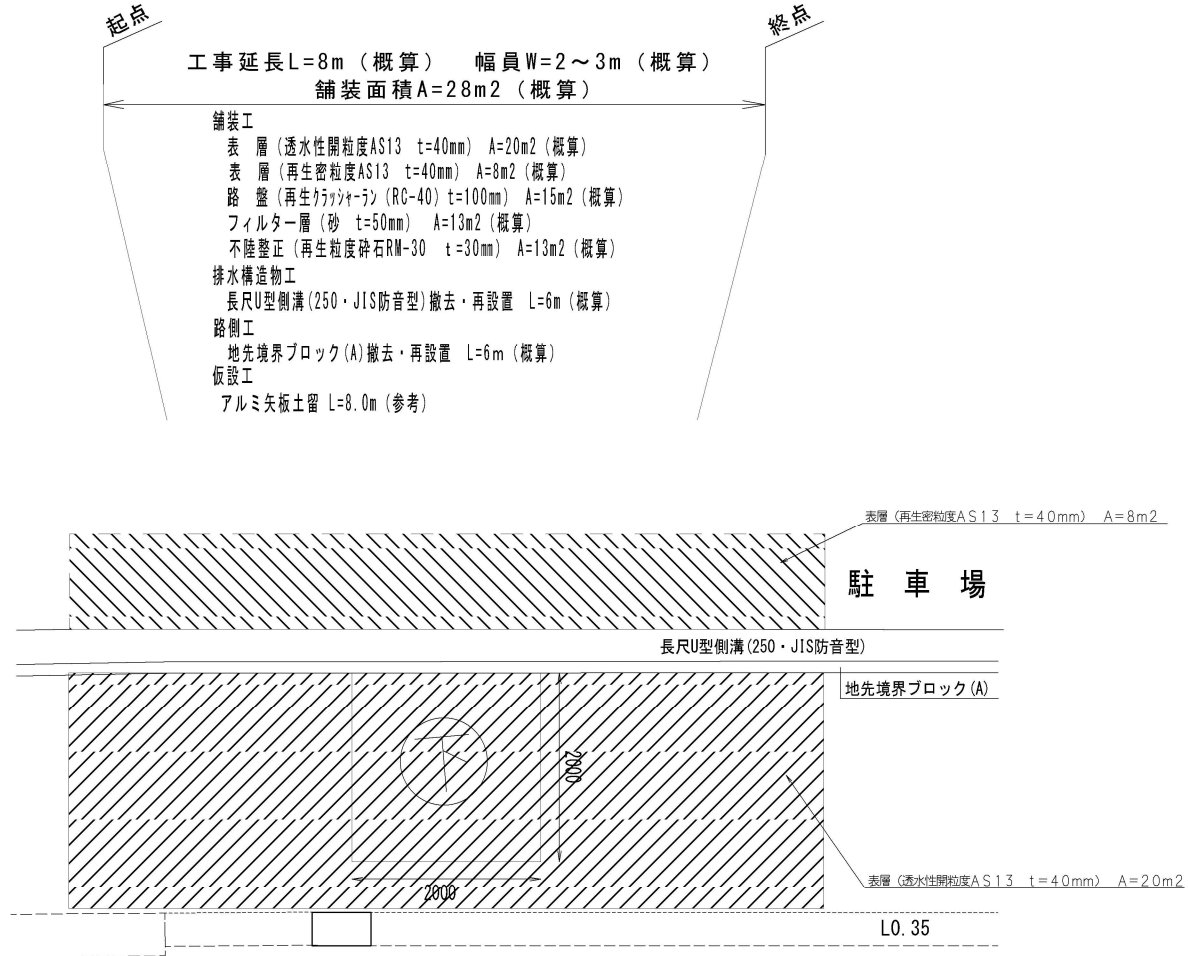 起点
終点
工事延長L=8m（概算）　幅員W=2～3m（概算）
舗装面積A=28m2（概算）
舗装工
表　層（透水性開粒度AS13　t=40mm）　A=20m2（概算）
表　層（再生密粒度AS13　t=40mm）　A=8m2（概算）
路　盤（再生ｸﾗｯｼｬｰﾗﾝ（RC-40）t=100mm）　A=15m2（概算）
フィルター層（砂　t=50mm）　A=13m2（概算）
不陸整正（再生粒度砕石RM-30　t=30mm）　A=13m2（概算）
排水構造物工
長尺U型側溝(250・JIS防音型)撤去・再設置　L=6m（概算）
路側工
地先境界ブロック(A)撤去・再設置　L=6m（概算）
仮設工
アルミ矢板土留 L=8.0m（参考）
表層（再生密粒度AS13　t=40mm）　A=8m2
駐　車　場
長尺U型側溝(250・JIS防音型)
地先境界ブロック(A)
下
2000
2000
表層（透水性開粒度AS13　t=40mm）　A=20m2
L0.35